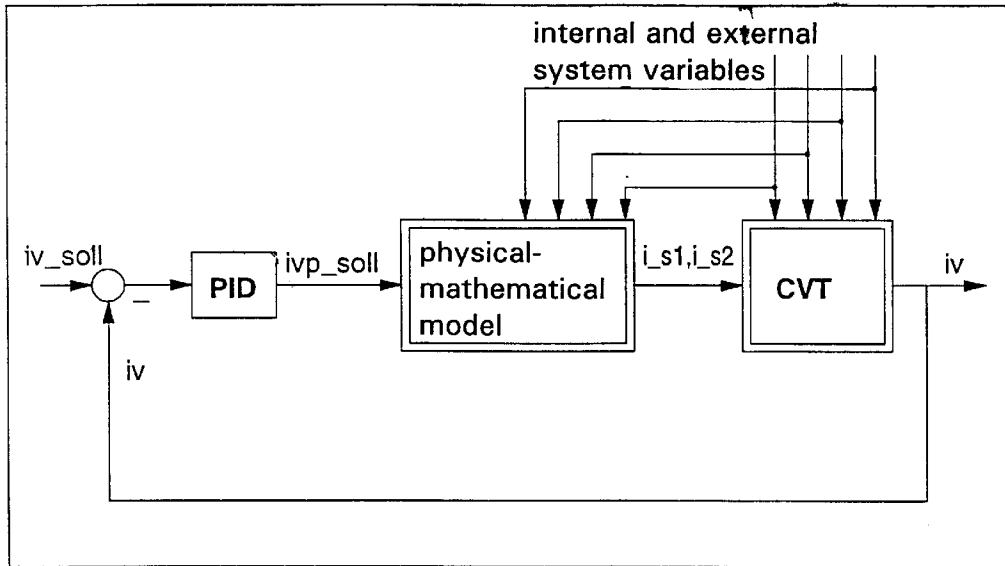 internal and external
system variables
iv_soll
PID
ivp_soll
physical-
mathematical
model
i_s1,i_s2
CVT
iv
iv